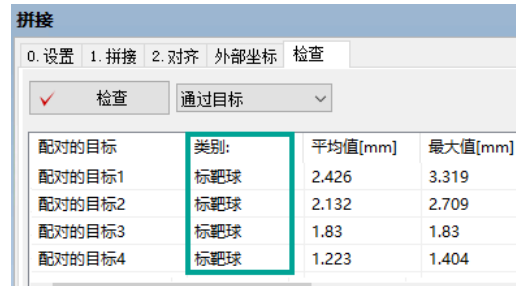 拼接
0. 设置 1. 拼接 2. 对齐 外部坐标 检查
检查 通过目标
配对的目标 类别: 平均值[mm] 最大值[mm]
配对的目标1 标靶球 2.426 3.319
配对的目标2 标靶球 2.132 2.709
配对的目标3 标靶球 1.83 1.83
配对的目标4 标靶球 1.223 1.404